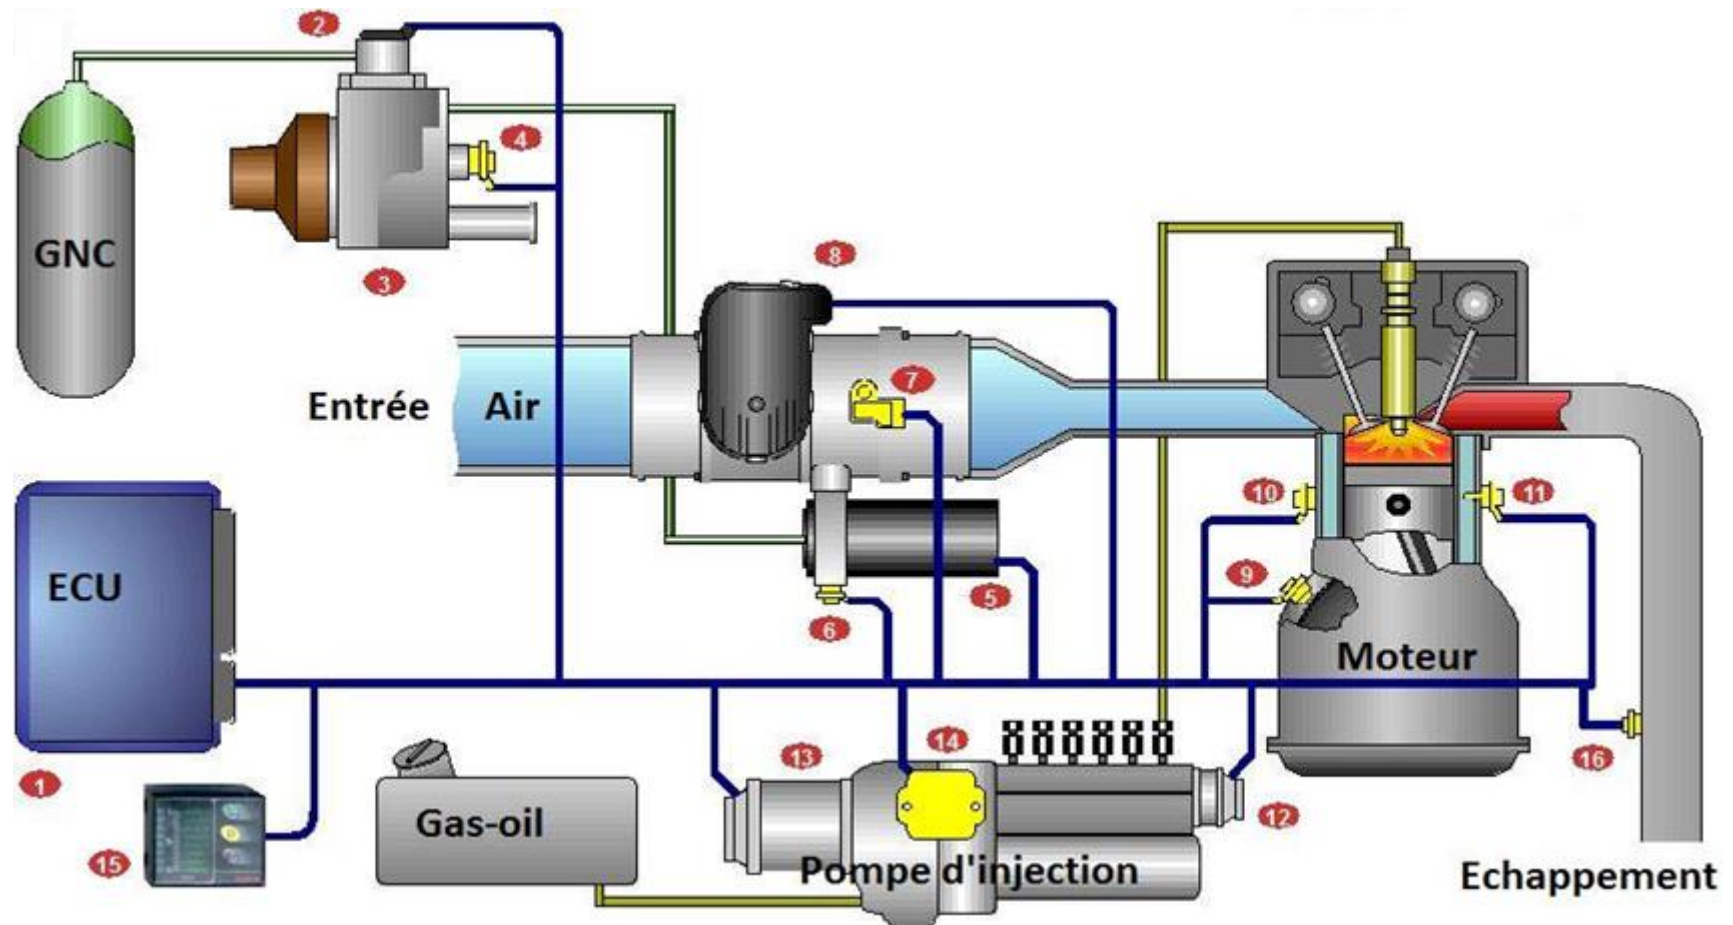 2
4
GNC
3
8
Entrée
Air
7
10
11
ECU
9
5
6
Moteur
14
13
16
1
Gas-oil
12
15
Pompe d'injection
Echappement